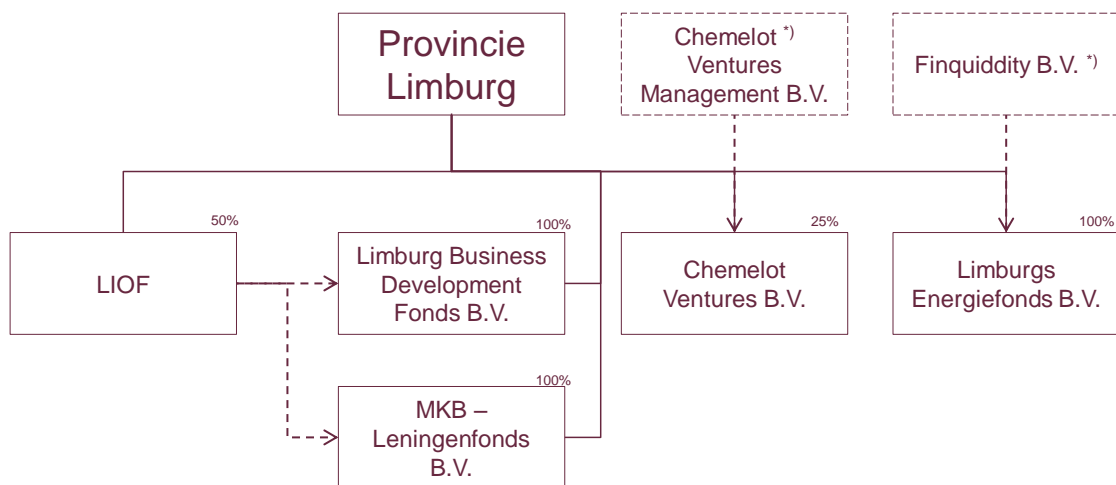 Provincie
Limburg
Chemelot *)
Ventures
Management B.V.
Finquiddity B.V. *)
50%
LIOF
100%
Limburg Business
Development
Fonds B.V.
25%
Chemelot
Ventures B.V.
100%
Limburgs
Energiefonds B.V.
100%
MKB –
Leningenfonds
B.V.